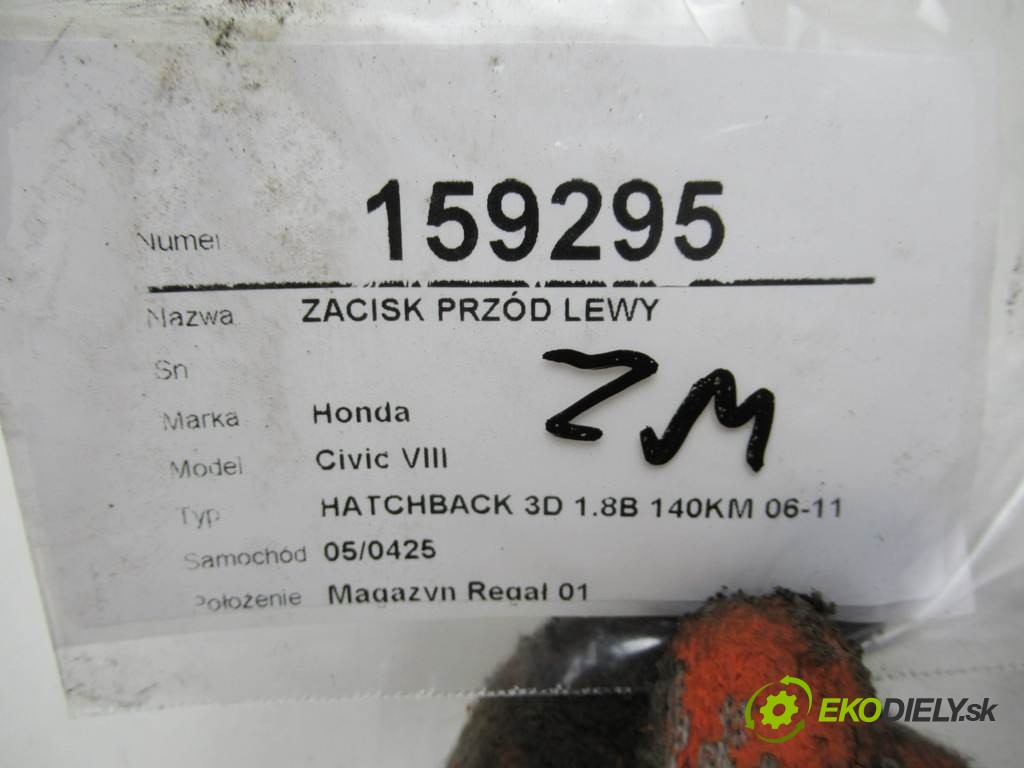 Numer 159295
Nazwa ZACISK PRZÓD LEWY
Sn
ZM
Marka Honda
Model Civic VIII
Typ HATCHBACK 3D 1.8B 140KM 06-11
Samochód 05/0425
Położenie Magazyn Regał 01
EKODIELY.sk